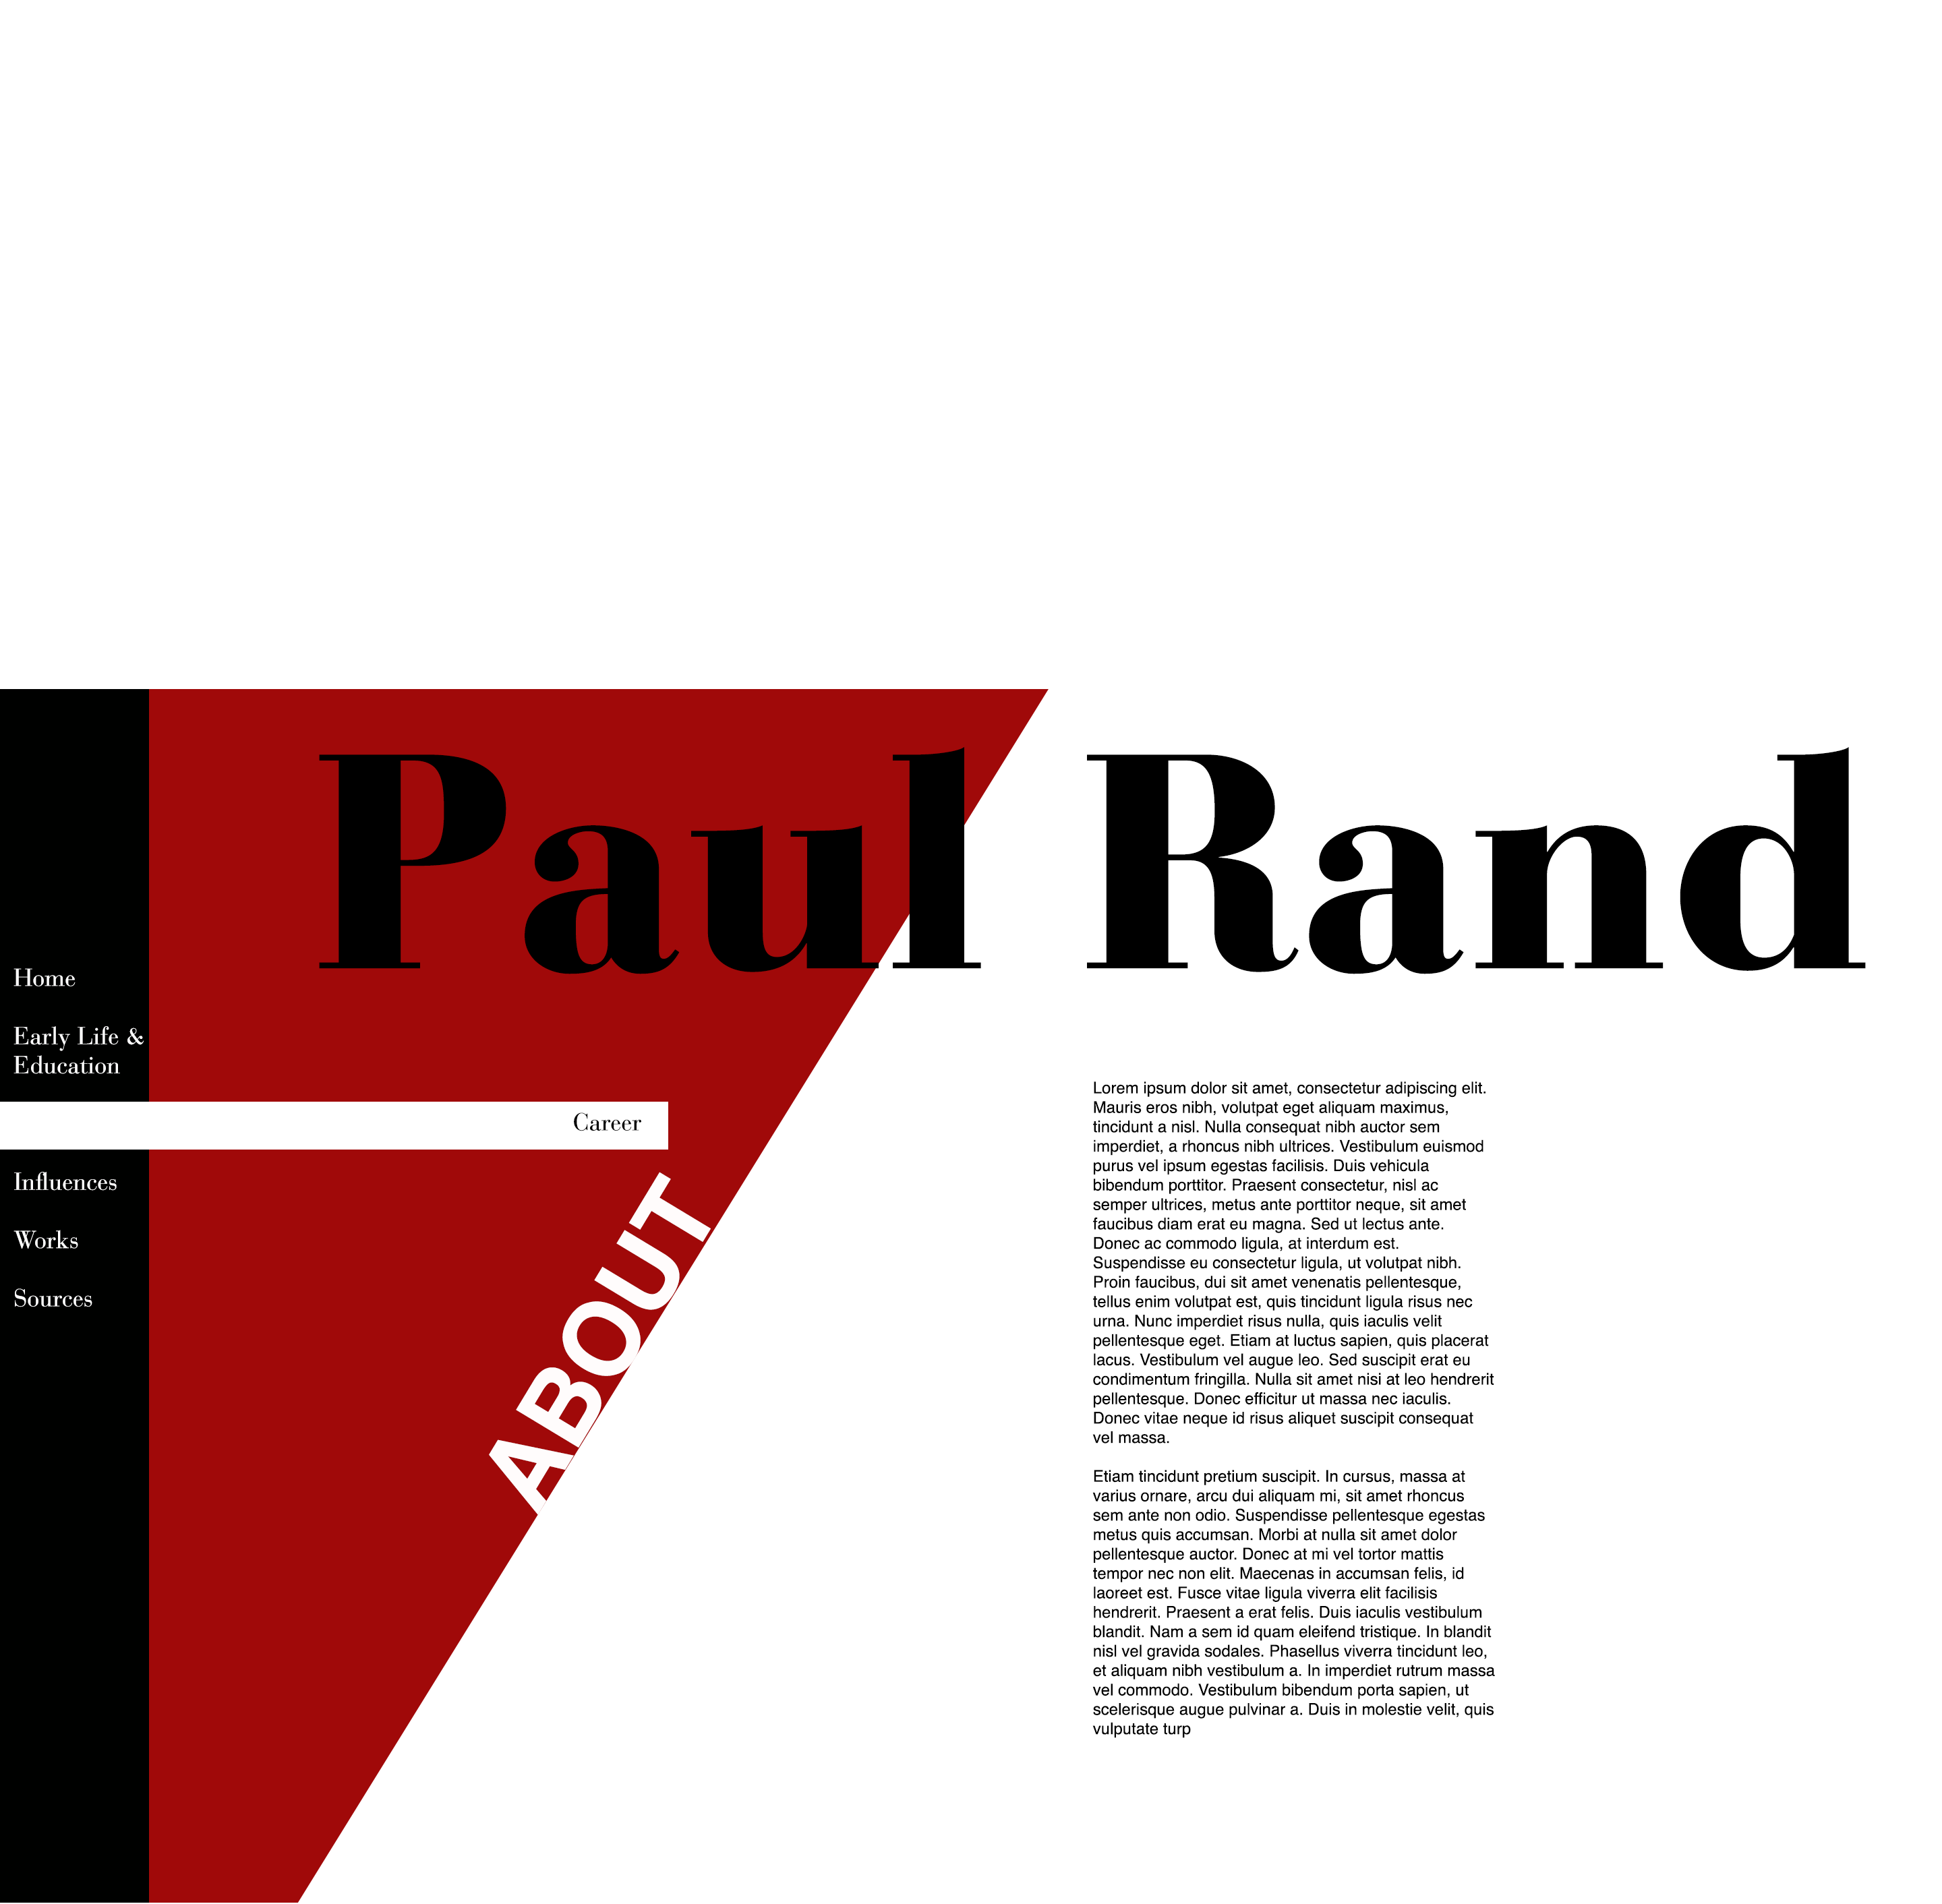 Paul Rand
Home
Early Life &
Education
Career
Influences
Works
Sources
ABOUT
Lorem ipsum dolor sit amet, consectetur adipiscing elit.
Mauris eros nibh, volutpat eget aliquam maximus,
tincidunt a nisl. Nulla consequat nibh auctor sem
imperdiet, a rhoncus nibh ultrices. Vestibulum euismod
purus vel ipsum egestas facilisis. Duis vehicula
bibendum porttitor. Praesent consectetur, nisl ac
semper ultrices, metus ante porttitor neque, sit amet
faucibus diam erat eu magna. Sed ut lectus ante.
Donec ac commodo ligula, at interdum est.
Suspendisse eu consectetur ligula, ut volutpat nibh.
Proin faucibus, dui sit amet venenatis pellentesque,
tellus enim volutpat est, quis tincidunt ligula risus nec
urna. Nunc imperdiet risus nulla, quis iaculis velit
pellentesque eget. Etiam at luctus sapien, quis placerat
lacus. Vestibulum vel augue leo. Sed suscipit erat eu
condimentum fringilla. Nulla sit amet nisi at leo hendrerit
pellentesque. Donec efficitur ut massa nec iaculis.
Donec vitae neque id risus aliquet suscipit consequat
vel massa.
Etiam tincidunt pretium suscipit. In cursus, massa at
varius ornare, arcu dui aliquam mi, sit amet rhoncus
sem ante non odio. Suspendisse pellentesque egestas
metus quis accumsan. Morbi at nulla sit amet dolor
pellentesque auctor. Donec at mi vel tortor mattis
tempor nec non elit. Maecenas in accumsan felis, id
laoreet est. Fusce vitae ligula viverra elit facilisis
hendrerit. Praesent a erat felis. Duis iaculis vestibulum
blandit. Nam a sem id quam eleifend tristique. In blandit
nisl vel gravida sodales. Phasellus viverra tincidunt leo,
et aliquam nibh vestibulum a. In imperdiet rutrum massa
vel commodo. Vestibulum bibendum porta sapien, ut
scelerisque augue pulvinar a. Duis in molestie velit, quis
vulputate turp